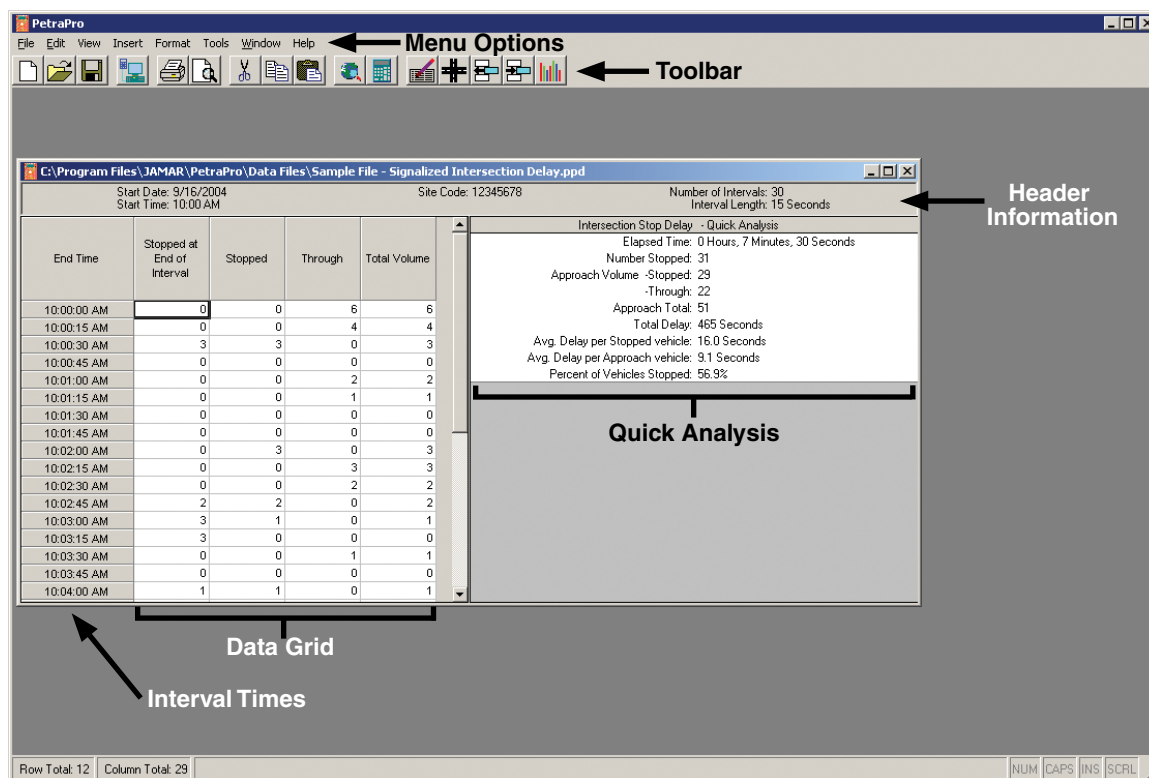 PetraPro
File Edit View Insert Format Tools Window Help
Menu Options
Toolbar
C:\Program Files\JAMAR\PetraPro\Data Files\Sample File - Signalized Intersection Delay.ppd
Start Date: 9/16/2004
Start Time: 10:00 AM
Site Code: 12345678
Number of Intervals: 30
Interval Length: 15 Seconds
Header
Information
End Time Stopped at End of Interval Stopped Through Total Volume
10:00:00 AM 0 0 6 6
10:00:15 AM 0 0 4 4
10:00:30 AM 3 3 0 3
10:00:45 AM 0 0 0 0
10:01:00 AM 0 0 2 2
10:01:15 AM 0 0 1 1
10:01:30 AM 0 0 0 0
10:01:45 AM 0 0 0 0
10:02:00 AM 0 3 0 3
10:02:15 AM 0 0 3 3
10:02:30 AM 0 0 2 2
10:02:45 AM 2 2 0 2
10:03:00 AM 3 1 0 1
10:03:15 AM 3 0 0 0
10:03:30 AM 0 0 1 1
10:03:45 AM 0 0 0 0
10:04:00 AM 1 1 0 1
Intersection Stop Delay - Quick Analysis
Elapsed Time: 0 Hours, 7 Minutes, 30 Seconds
Number Stopped: 31
Approach Volume -Stopped: 29
-Through: 22
Approach Total: 51
Total Delay: 465 Seconds
Avg. Delay per Stopped vehicle: 16.0 Seconds
Avg. Delay per Approach vehicle: 9.1 Seconds
Percent of Vehicles Stopped: 56.9%
Quick Analysis
Data Grid
Interval Times
Row Total: 12 Column Total: 29 NUM CAPS INS SCRL